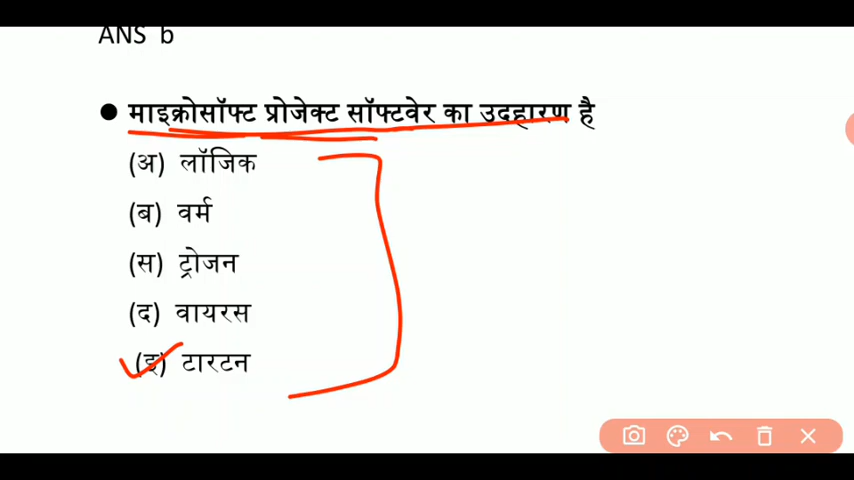 ANS b
● माइक्रोसॉफ्ट प्रोजेक्ट सॉफ्टवेर का उदहारण है
(अ) लॉजिक
(ब) वर्म
(स) ट्रोजन
(द) वायरस
(इ) टारटन